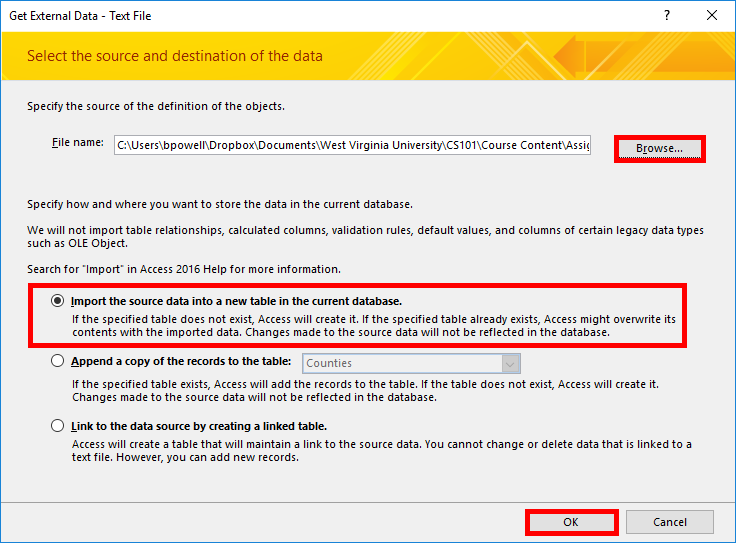 Get External Data - Text File
Select the source and destination of the data
Specify the source of the definition of the objects.
File name: C:\Users\bpowell\Dropbox\Documents\West Virginia University\CS101\Course Content\Assig Browse...
Specify how and where you want to store the data in the current database.
We will not import table relationships, calculated columns, validation rules, default values, and columns of certain legacy data types
such as OLE Object.
Search for "Import" in Access 2016 Help for more information.
Import the source data into a new table in the current database.
If the specified table does not exist, Access will create it. If the specified table already exists, Access might overwrite its
contents with the imported data. Changes made to the source data will not be reflected in the database.
Append a copy of the records to the table: Counties
If the specified table exists, Access will add the records to the table. If the table does not exist, Access will create it.
Changes made to the source data will not be reflected in the database.
Link to the data source by creating a linked table.
Access will create a table that will maintain a link to the source data. You cannot change or delete data that is linked to a
text file. However, you can add new records.
OK Cancel